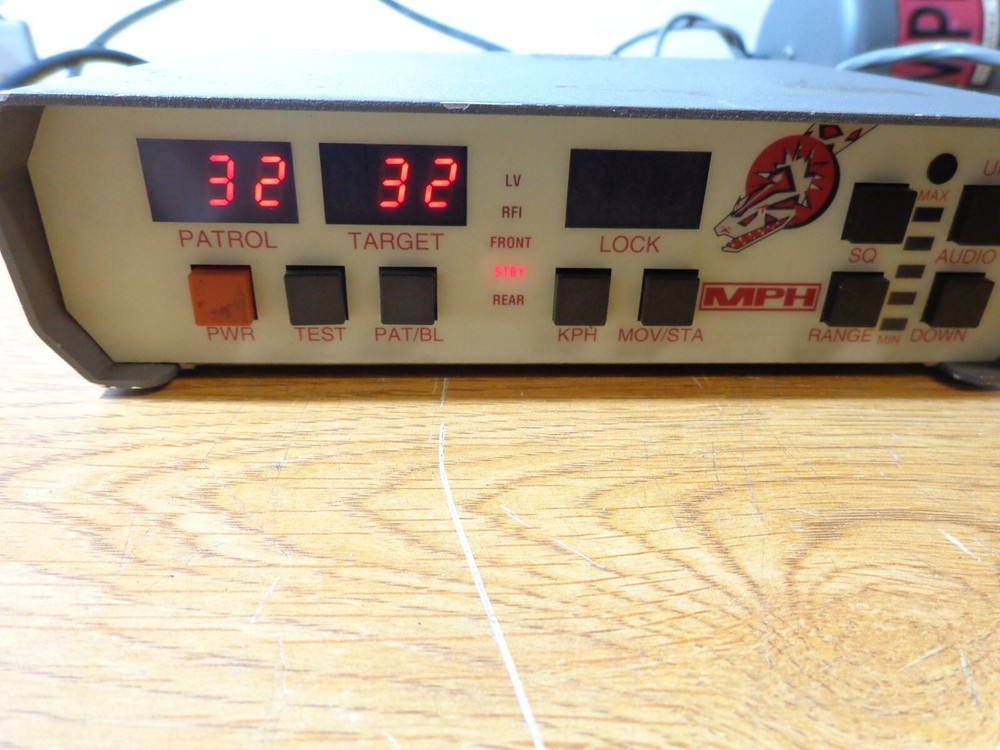 32 32
PATROL TARGET LOCK
LV
RFI
FRONT
STBY
REAR
PWR TEST PAT/BL
KPH MOV/STA
MPH
MAX
SQ AUDIO
RANGE MIN DOWN